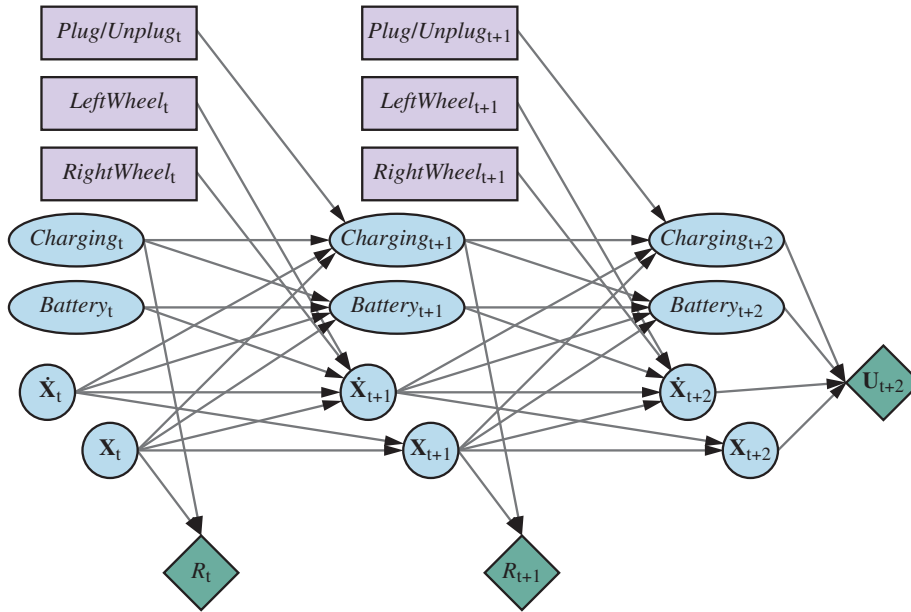 Plug/Unplug_t Plug/Unplug_t+1
LeftWheel_t LeftWheel_t+1
RightWheel_t RightWheel_t+1
Charging_t Charging_t+1 Charging_t+2
Battery_t Battery_t+1 Battery_t+2
Ẋ_t Ẋ_t+1 Ẋ_t+2 U_t+2
X_t X_t+1 X_t+2
R_t R_t+1